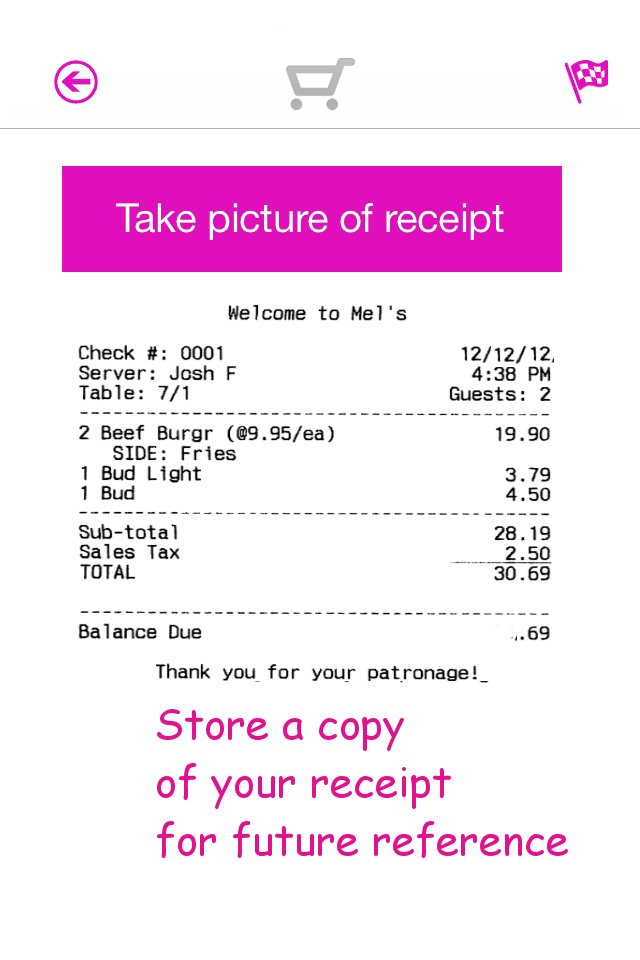 Take picture of receipt
Welcome to Mel's
Check #: 0001 12/12/12
Server: Josh F 4:38 PM
Table: 7/1 Guests: 2
2 Beef Burgr (@9.95/ea) 19.90
SIDE: Fries
1 Bud Light 3.79
1 Bud 4.50
Sub-total 28.19
Sales Tax 2.50
TOTAL 30.69
Balance Due .69
Thank you for your patronage!
Store a copy
of your receipt
for future reference